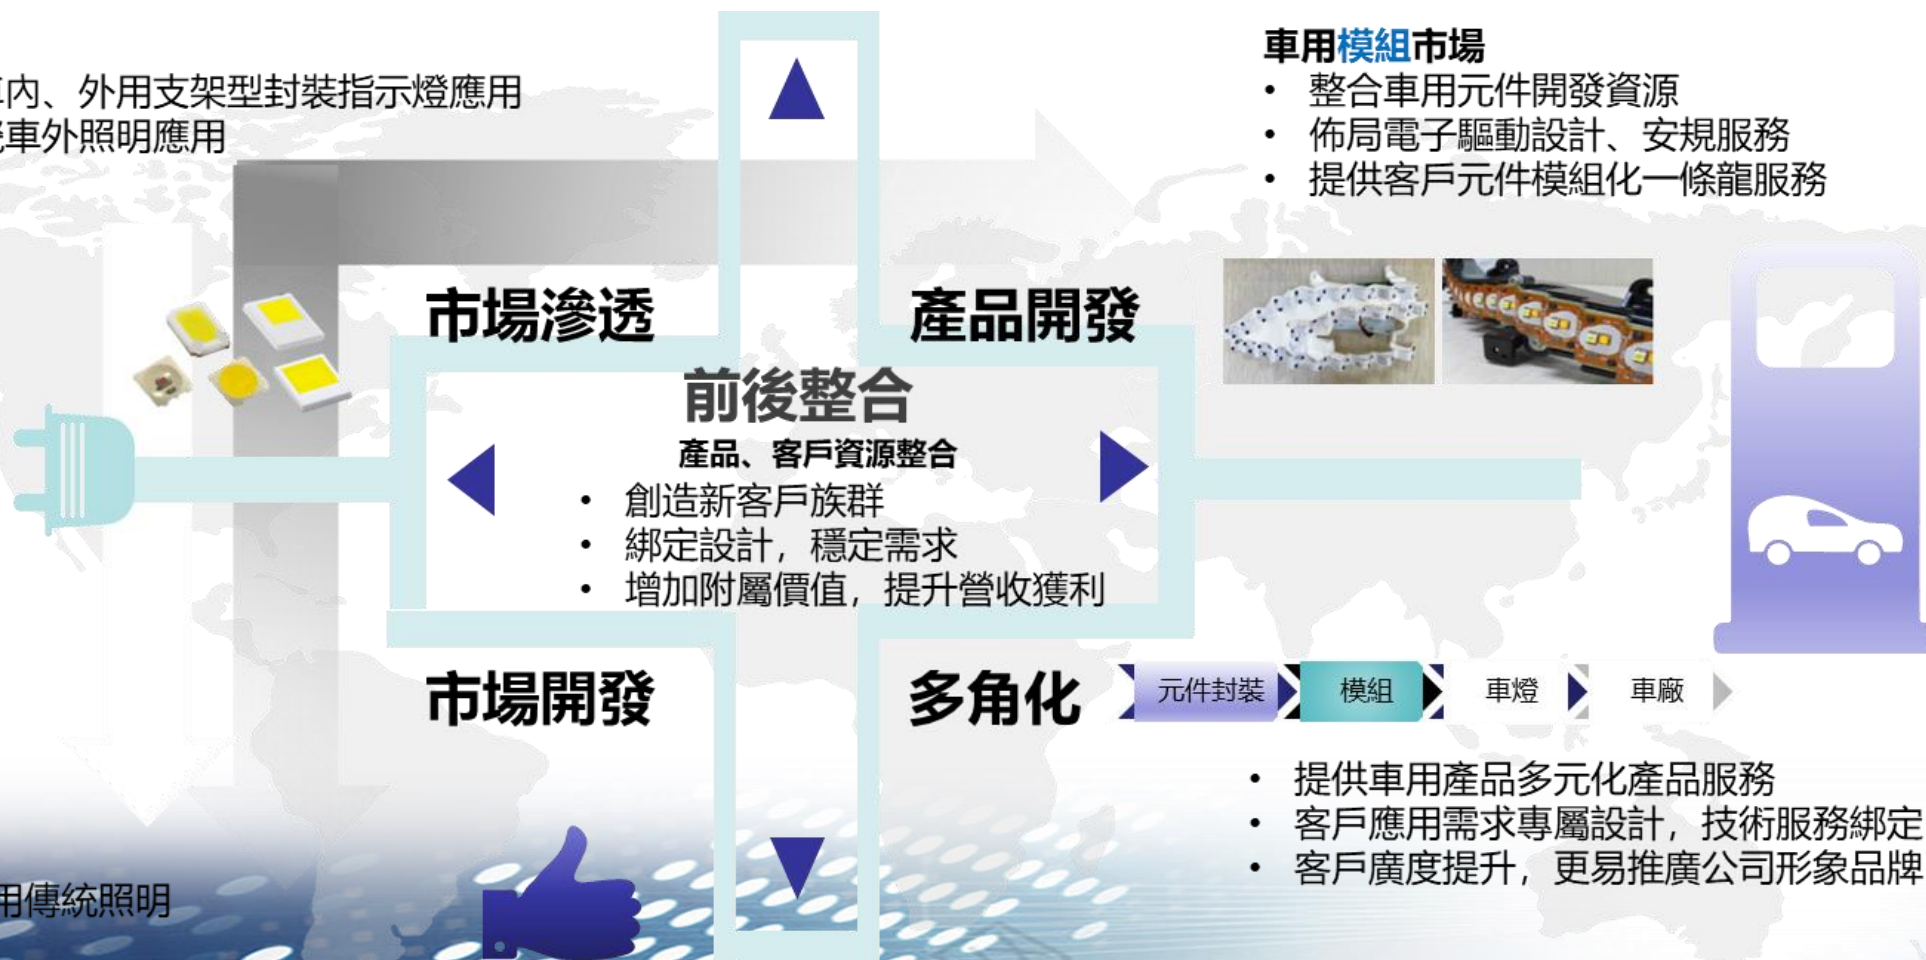 內、外用支架型封裝指示燈應用
車外照明應用
市場滲透
產品開發
車用模組市場
• 整合車用元件開發資源
• 佈局電子驅動設計、安規服務
• 提供客戶元件模組化一條龍服務
前後整合
產品、客戶資源整合
• 創造新客戶族群
• 綁定設計，穩定需求
• 增加附屬價值，提升營收獲利
市場開發
多角化
元件封裝
模組
車燈
車廠
• 提供車用產品多元化產品服務
• 客戶應用需求專屬設計，技術服務綁定
• 客戶廣度提升，更易推廣公司形象品牌
用傳統照明